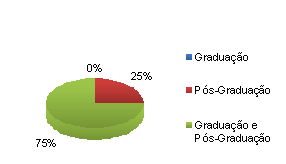 0%
25%
75%
Graduação
Pós-Graduação
Graduação e
Pós-Graduação